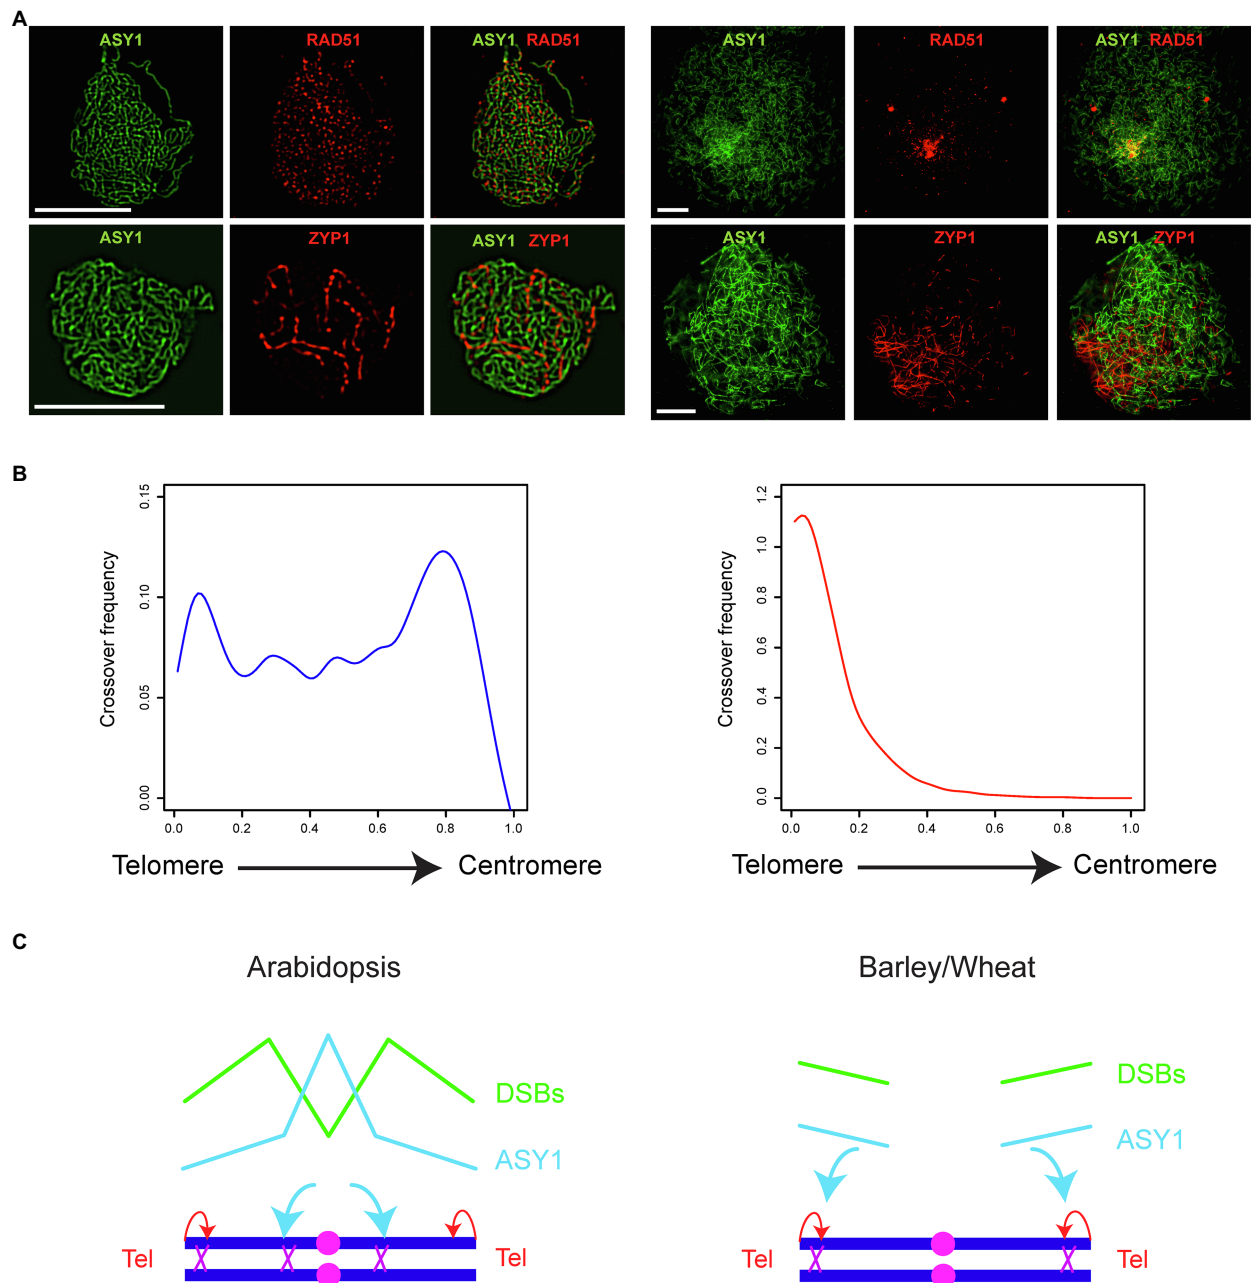 A
ASY1 RAD51 ASY1 RAD51 ASY1 RAD51 ASY1 RAD51
ASY1 ZYP1 ASY1 ZYP1 ASY1 ZYP1 ASY1 ZYP1
B
Crossover frequency
0.15
0.10
0.05
0.00
0.0 0.2 0.4 0.6 0.8 1.0
Telomere Centromere
Crossover frequency
1.2
1.0
0.8
0.6
0.4
0.2
0.0
0.0 0.2 0.4 0.6 0.8 1.0
Telomere Centromere
C
Arabidopsis
DSBs
ASY1
Tel Tel
Barley/Wheat
DSBs
ASY1
Tel Tel